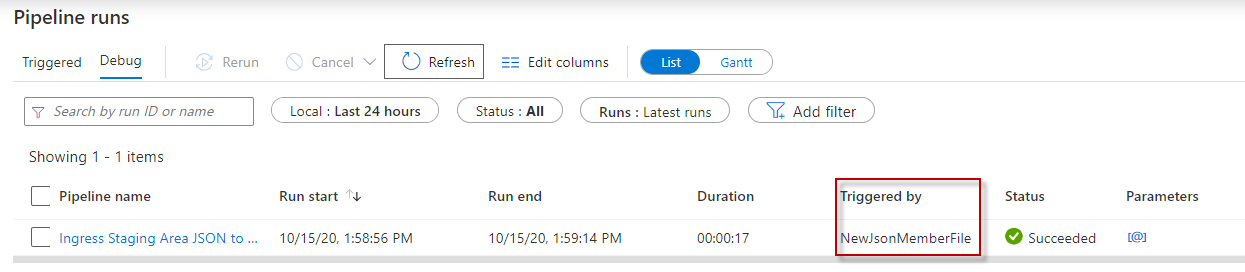 Pipeline runs
Triggered Debug Rerun Cancel Refresh Edit columns List Gantt
Search by run ID or name Local : Last 24 hours Status : All Runs : Latest runs Add filter
Showing 1 - 1 items
Pipeline name Run start ↑↓ Run end Duration Triggered by Status Parameters
Ingress Staging Area JSON to ... 10/15/20, 1:58:56 PM 10/15/20, 1:59:14 PM 00:00:17 NewJsonMemberFile Succeeded [@]